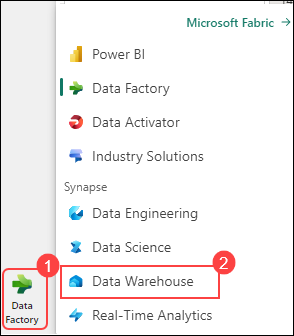 Microsoft Fabric
Power BI
Data Factory
Data Activator
Industry Solutions
Synapse
Data Engineering
Data Science
2
Data Warehouse
1
Data
Factory
Real-Time Analytics